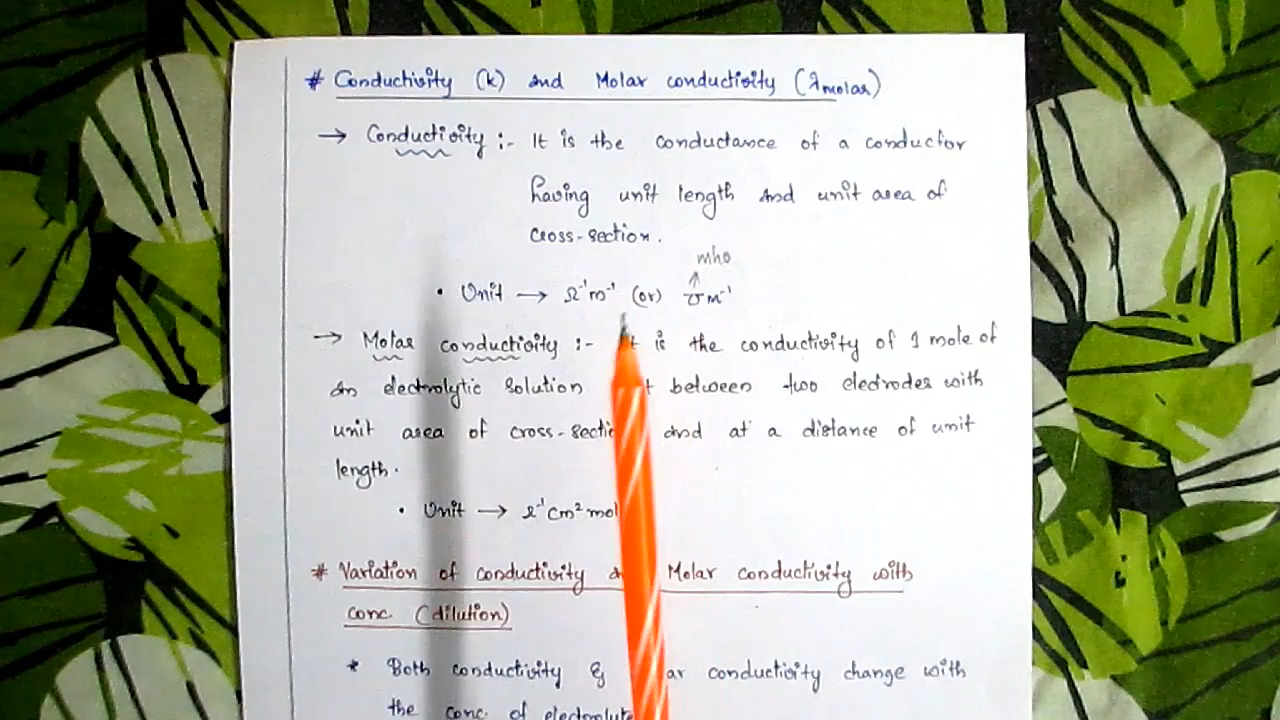 # Conductivity (k) and Molar conductivity (λmolar)
→ Conductivity :- It is the conductance of a conductor
having unit length and unit area of
cross-section.
mho
• Unit → Ω⁻¹m⁻¹ (or) ℧m⁻¹
→ Molar conductivity :- is the conductivity of 1 mole of
an electrolytic solution between two electrodes with
unit area of cross-secti and at a distance of unit
length.
• Unit → Ω⁻¹cm² mol
# Variation of conductivity Molar conductivity with
conc. (dilution)
* Both conductivity & ar conductivity change with
the conc. of electrolyte